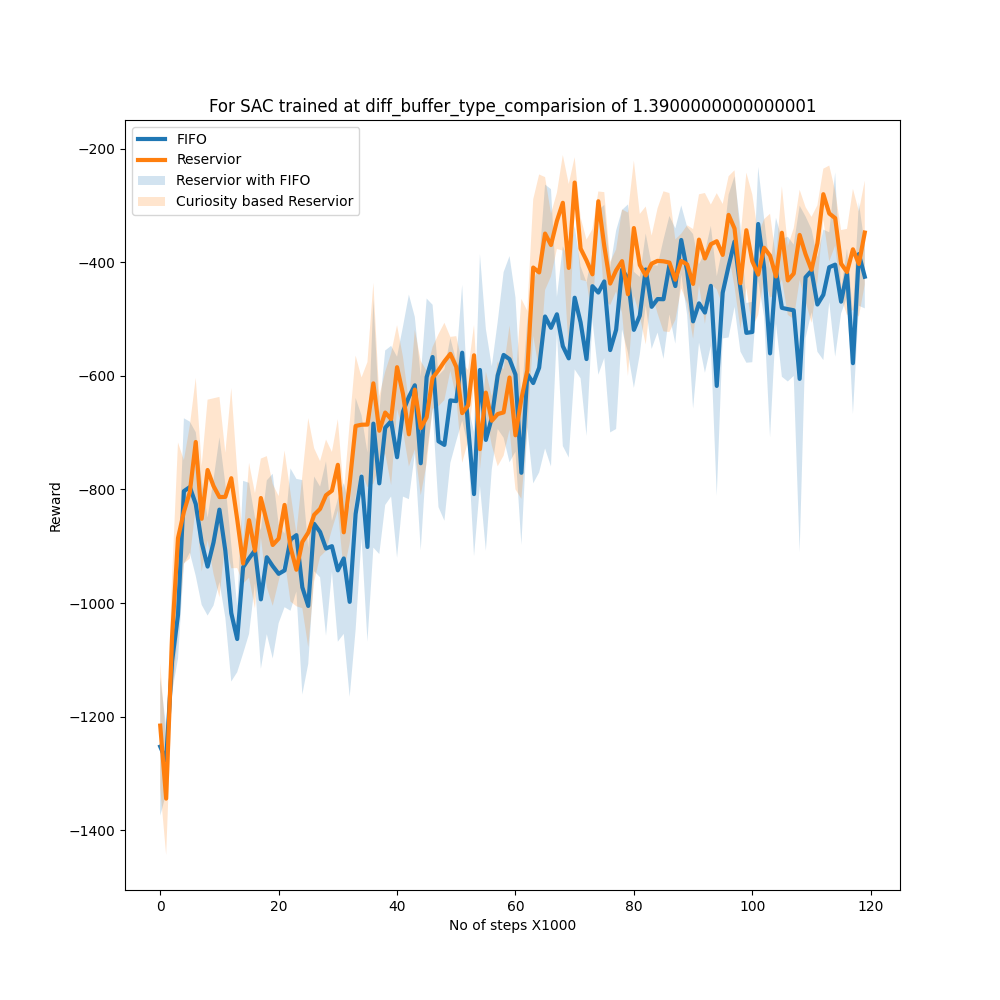 For SAC trained at diff_buffer_type_comparision of 1.3900000000000001
FIFO
Reservior
Reservior with FIFO
Curiosity based Reservior
−200
−400
−600
−800
−1000
−1200
−1400
Reward
0 20 40 60 80 100 120
No of steps X1000